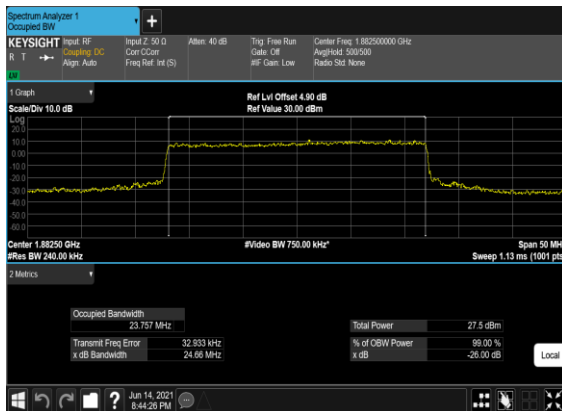 Spectrum Analyzer 1
Occupied BW
KEYSIGHT
R T
Input: RF
Coupling: DC
Align: Auto
Input Z: 50 Ω
Corr CCorr
Freq Ref: Int (S)
Atten: 40 dB
Trig: Free Run
Gate: Off
#IF Gain: Low
Center Freq: 1.882500000 GHz
Avg|Hold: 500/500
Radio Std: None
1 Graph
Scale/Div 10.0 dB
Ref Lvl Offset 4.90 dB
Ref Value 30.00 dBm
Log
20.0
10.0
0.00
-10.0
-20.0
-30.0
-40.0
-50.0
-60.0
Center 1.88250 GHz
#Res BW 240.00 kHz
#Video BW 750.00 kHz*
Span 50 MH
Sweep 1.13 ms (1001 pts
2 Metrics
Occupied Bandwidth
23.757 MHz
Transmit Freq Error 32.933 kHz
x dB Bandwidth 24.66 MHz
Total Power 27.5 dBm
% of OBW Power 99.00 %
x dB -26.00 dB
Local
?
Jun 14, 2021
8:44:26 PM